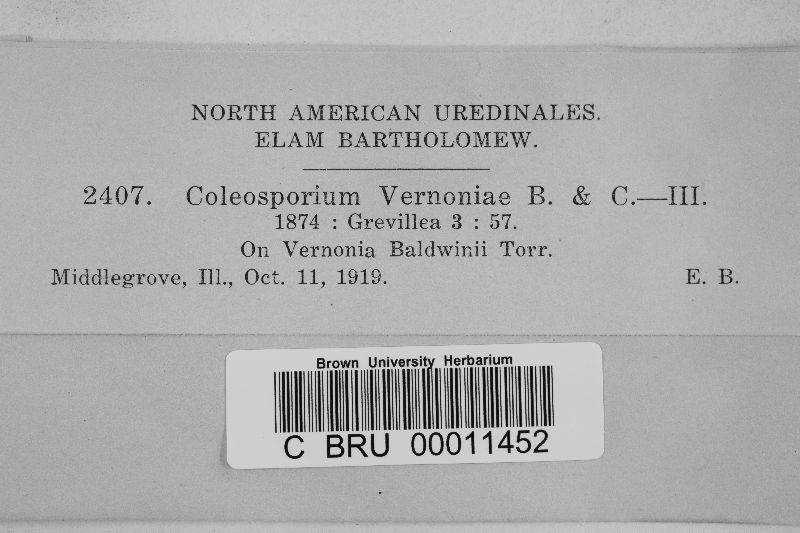 NORTH AMERICAN UREDINALES.
ELAM BARTHOLOMEW.
2407. Coleosporium Vernoniae B. & C.—III.
1874 : Grevillea 3 : 57.
On Vernonia Baldwinii Torr.
Middlegrove, Ill., Oct. 11, 1919. E. B.
Brown University Herbarium
C BRU 00011452